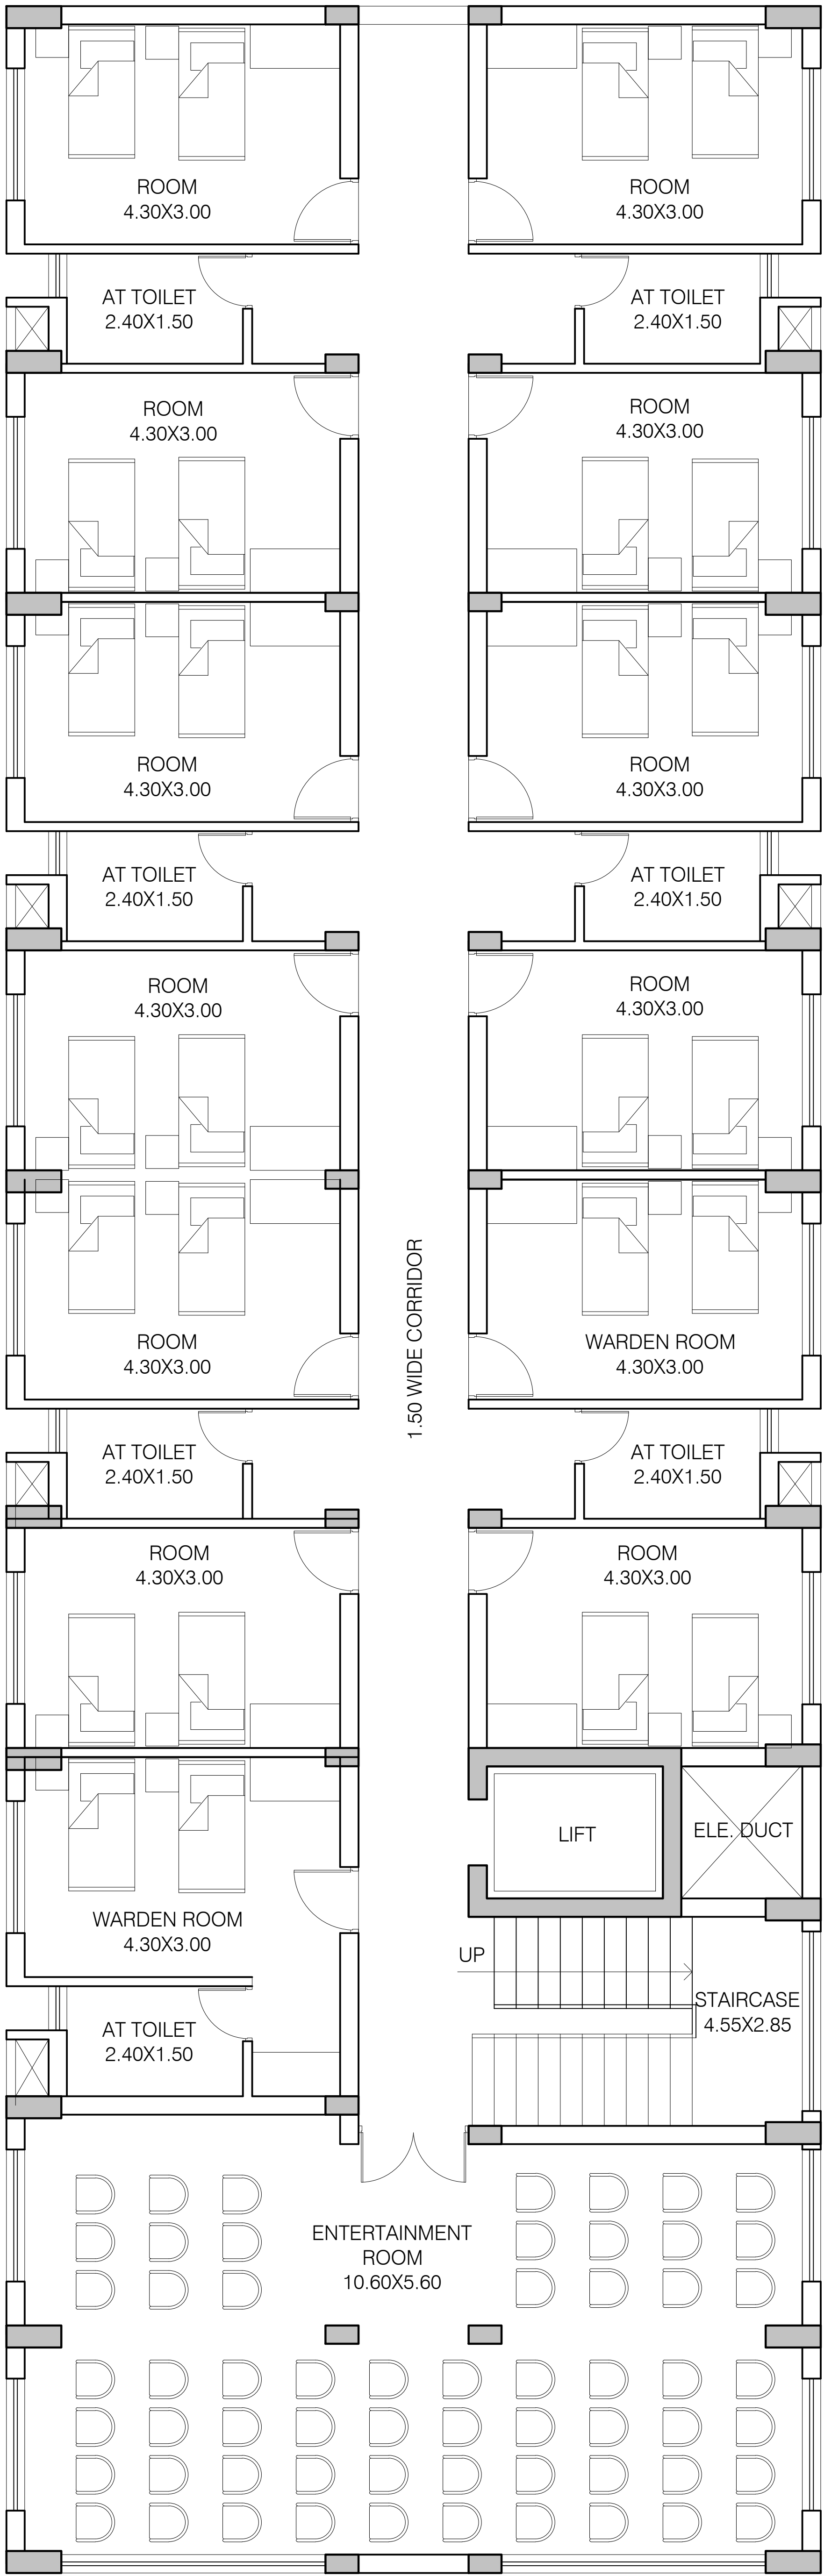 ROOM
4.30X3.00
ROOM
4.30X3.00
AT TOILET
2.40X1.50
AT TOILET
2.40X1.50
ROOM
4.30X3.00
ROOM
4.30X3.00
ROOM
4.30X3.00
ROOM
4.30X3.00
AT TOILET
2.40X1.50
AT TOILET
2.40X1.50
ROOM
4.30X3.00
ROOM
4.30X3.00
1.50 WIDE CORRIDOR
ROOM
4.30X3.00
WARDEN ROOM
4.30X3.00
AT TOILET
2.40X1.50
AT TOILET
2.40X1.50
ROOM
4.30X3.00
ROOM
4.30X3.00
LIFT
ELE. DUCT
WARDEN ROOM
4.30X3.00
UP
STAIRCASE
4.55X2.85
AT TOILET
2.40X1.50
ENTERTAINMENT
ROOM
10.60X5.60